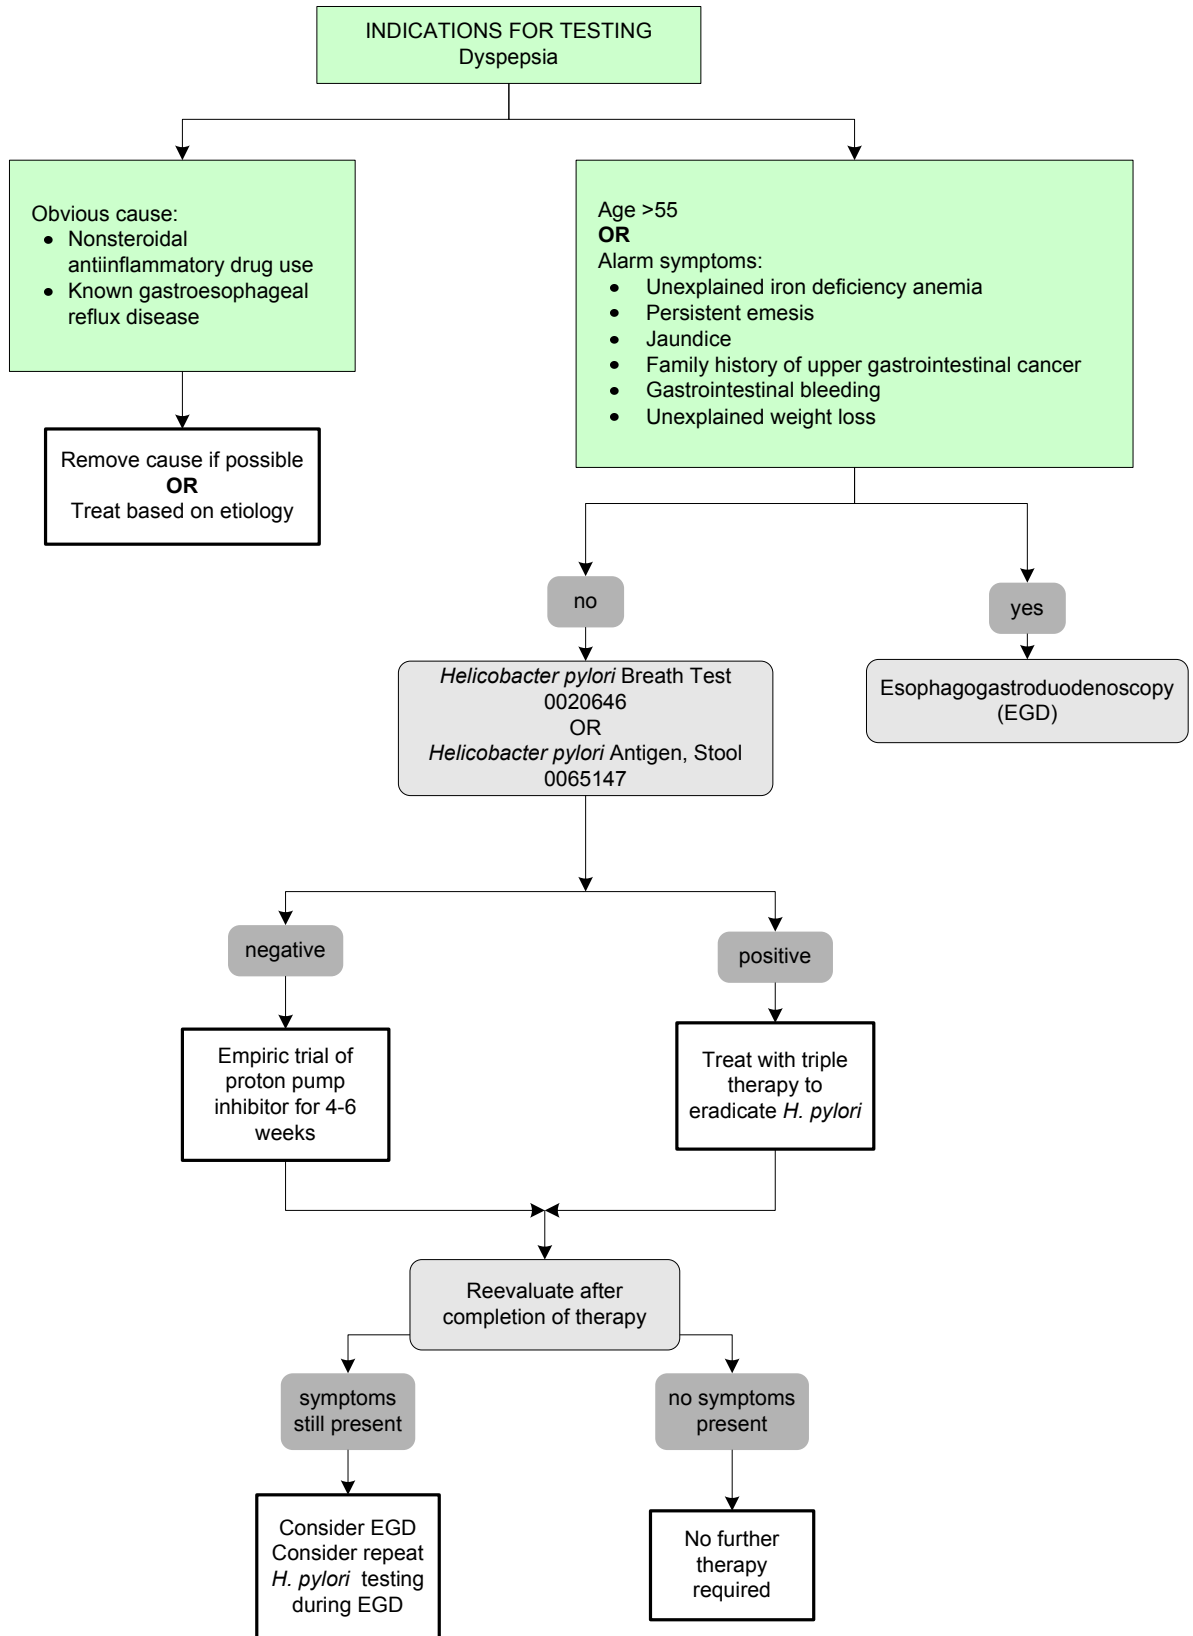 INDICATIONS FOR TESTING
Dyspepsia
Obvious cause:
• Nonsteroidal
antiinflammatory drug use
• Known gastroesophageal
reflux disease
Age >55
OR
Alarm symptoms:
• Unexplained iron deficiency anemia
• Persistent emesis
• Jaundice
• Family history of upper gastrointestinal cancer
• Gastrointestinal bleeding
• Unexplained weight loss
Remove cause if possible
OR
Treat based on etiology
no
yes
Helicobacter pylori Breath Test
0020646
OR
Helicobacter pylori Antigen, Stool
0065147
Esophagogastroduodenoscopy
(EGD)
negative
positive
Empiric trial of
proton pump
inhibitor for 4-6
weeks
Treat with triple
therapy to
eradicate H. pylori
Reevaluate after
completion of therapy
symptoms
still present
no symptoms
present
Consider EGD
Consider repeat
H. pylori testing
during EGD
No further
therapy
required